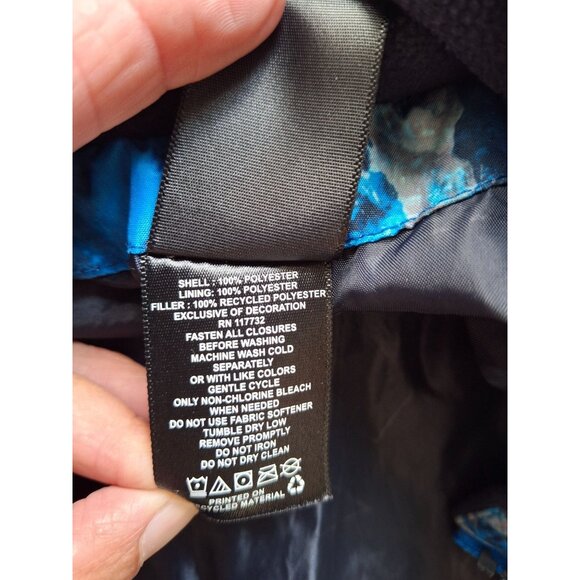 SHELL : 100% POLYESTER
LINING: 100% POLYESTER
FILLER : 100% RECYCLED POLYESTER
EXCLUSIVE OF DECORATION
RN 117732
FASTEN ALL CLOSURES
BEFORE WASHING
MACHINE WASH COLD
SEPARATELY
OR WITH LIKE COLORS
GENTLE CYCLE
ONLY NON-CHLORINE BLEACH
WHEN NEEDED
DO NOT USE FABRIC SOFTENER
TUMBLE DRY LOW
REMOVE PROMPTLY
DO NOT IRON
DO NOT DRY CLEAN
PRINTED ON
RECYCLED MATERIAL